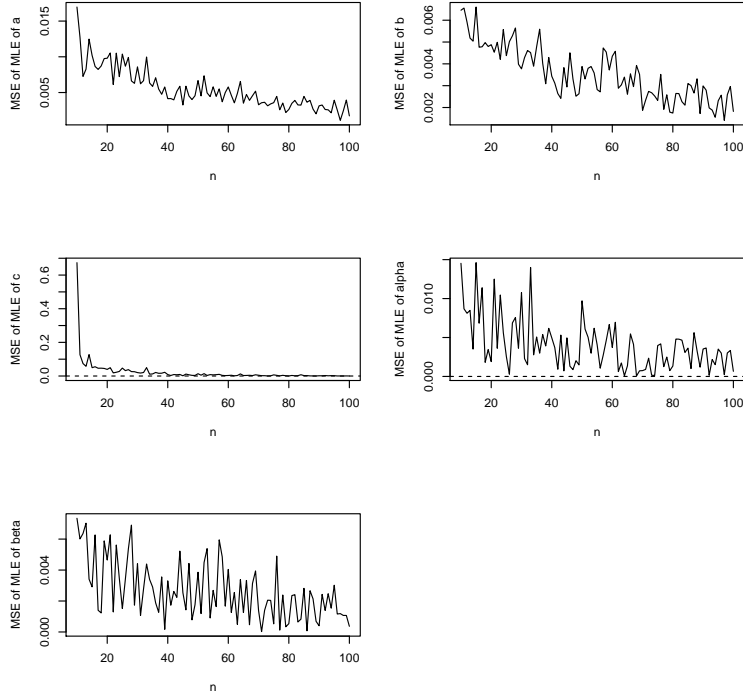 MSE of MLE of a
0.005
0.015
20 40 60 80 100
n
MSE of MLE of b
0.002
0.004
0.006
20 40 60 80 100
n
MSE of MLE of c
0.0
0.2
0.4
0.6
20 40 60 80 100
n
MSE of MLE of alpha
0.000
0.010
20 40 60 80 100
n
MSE of MLE of beta
0.000
0.004
20 40 60 80 100
n